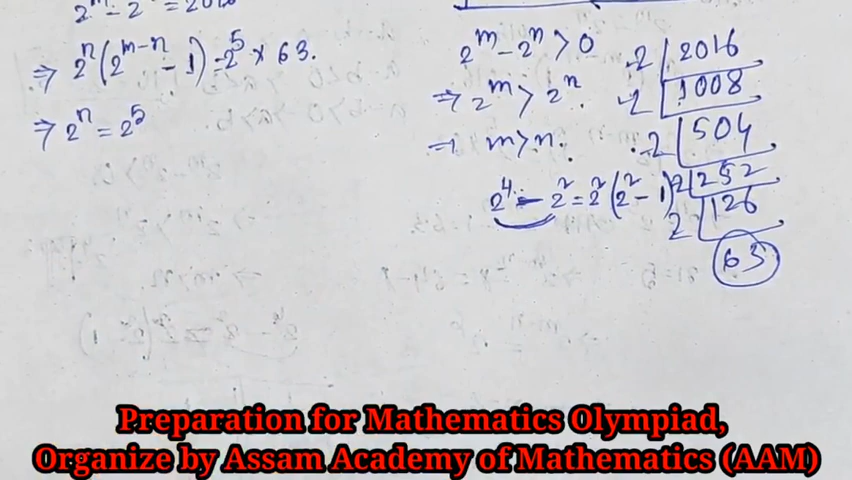 2^m - 2^n = 2016
⇒ 2^n (2^{m-n} - 1) = 2^5 × 63.
⇒ 2^n = 2^5
2^m - 2^n > 0
⇒ 2^m > 2^n.
⇒ m > n.
2^4 - 2^2 = 2^2 (2^2 - 1)
2 | 2016
2 | 1008
2 | 504
2 | 252
2 | 126
63
Preparation for Mathematics Olympiad,
Organize by Assam Academy of Mathematics (AAM)